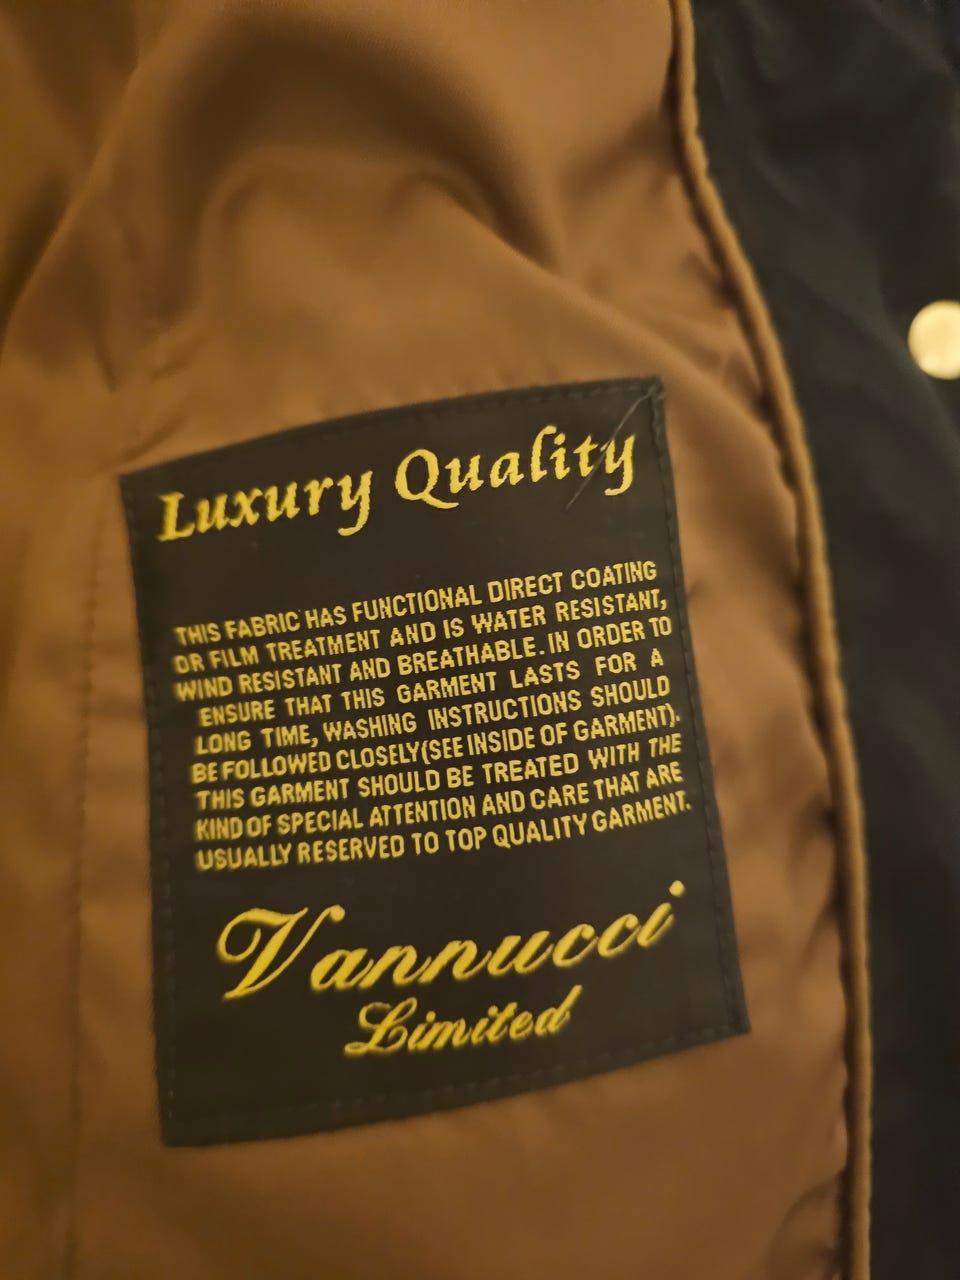 Luxury Quality
THIS FABRIC HAS FUNCTIONAL DIRECT COATING
OR FILM TREATMENT AND IS WATER RESISTANT,
WIND RESISTANT AND BREATHABLE. IN ORDER TO
ENSURE THAT THIS GARMENT LASTS FOR A
LONG TIME, WASHING INSTRUCTIONS SHOULD
BE FOLLOWED CLOSELY(SEE INSIDE OF GARMENT).
THIS GARMENT SHOULD BE TREATED WITH THE
KIND OF SPECIAL ATTENTION AND CARE THAT ARE
USUALLY RESERVED TO TOP QUALITY GARMENT.
Vannucci
Limited